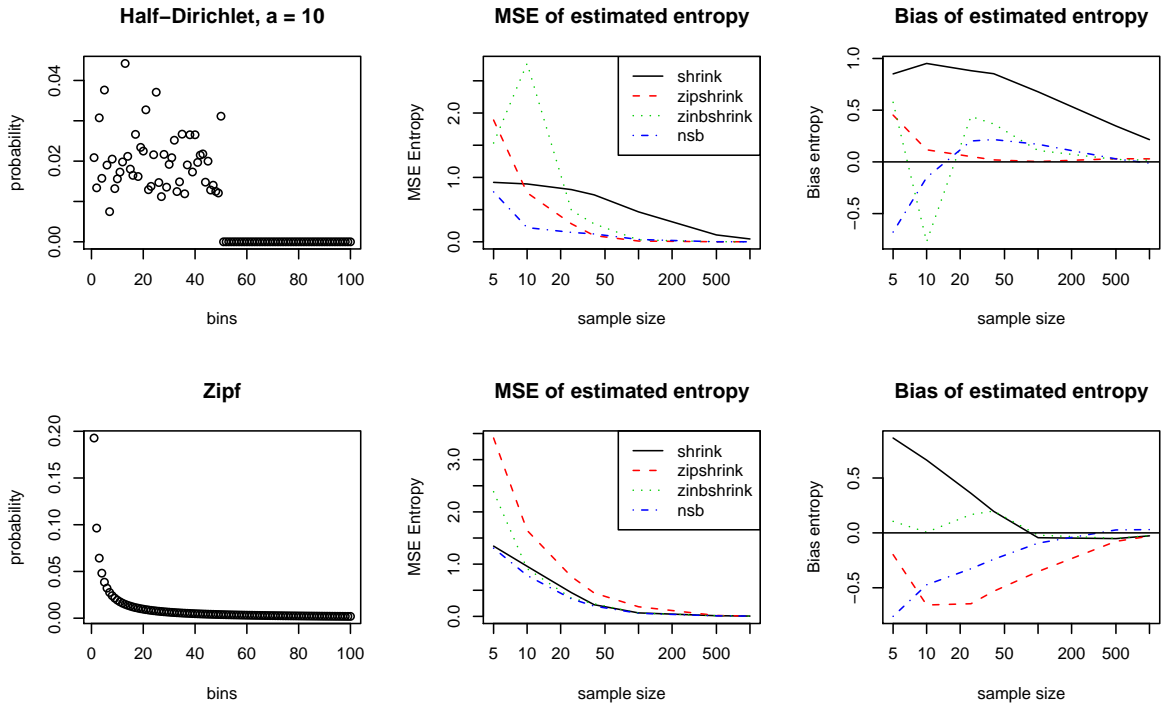 Half−Dirichlet, a = 10
probability
0.00 0.02 0.04
0 20 40 60 80 100
bins
MSE of estimated entropy
MSE Entropy
0.0 1.0 2.0
5 10 20 50 200 500
sample size
shrink
zipshrink
zinbshrink
nsb
Bias of estimated entropy
Bias entropy
−0.5 0.0 0.5 1.0
5 10 20 50 200 500
sample size
Zipf
probability
0.00 0.05 0.10 0.15 0.20
0 20 40 60 80 100
bins
MSE of estimated entropy
MSE Entropy
0.0 1.0 2.0 3.0
5 10 20 50 200 500
sample size
shrink
zipshrink
zinbshrink
nsb
Bias of estimated entropy
Bias entropy
−0.5 0.0 0.5
5 10 20 50 200 500
sample size